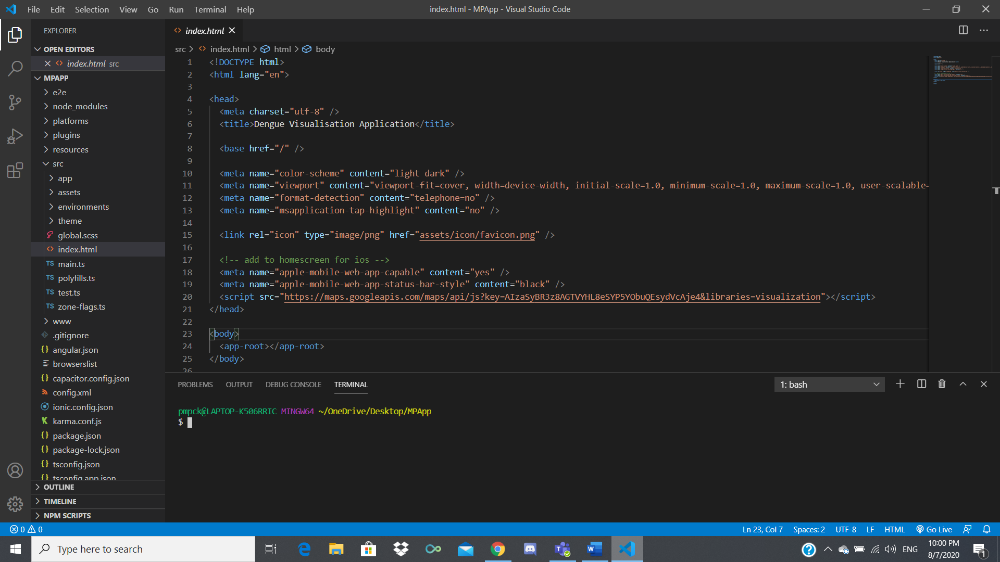 File Edit Selection View Go Run Terminal Help
index.html - MPApp - Visual Studio Code
EXPLORER
OPEN EDITORS
index.html src
MPAPP
e2e
node_modules
platforms
plugins
resources
src
app
assets
environments
theme
global.scss
index.html
TS main.ts
TS polyfills.ts
TS test.ts
TS zone-flags.ts
www
.gitignore
angular.json
browserslist
capacitor.config.json
config.xml
ionic.config.json
karma.conf.js
package.json
package-lock.json
tsconfig.json
tsconfig.app.json
OUTLINE
TIMELINE
NPM SCRIPTS
index.html
src > index.html > html > body
1 <!DOCTYPE html>
2 <html lang="en">
3
4 <head>
5 <meta charset="utf-8" />
6 <title>Dengue Visualisation Application</title>
7
8 <base href="/" />
9
10 <meta name="color-scheme" content="light dark" />
11 <meta name="viewport" content="viewport-fit=cover, width=device-width, initial-scale=1.0, minimum-scale=1.0, maximum-scale=1.0, user-scalable=
12 <meta name="format-detection" content="telephone=no" />
13 <meta name="msapplication-tap-highlight" content="no" />
14
15 <link rel="icon" type="image/png" href="assets/icon/favicon.png" />
16
17 <!-- add to homescreen for ios -->
18 <meta name="apple-mobile-web-app-capable" content="yes" />
19 <meta name="apple-mobile-web-app-status-bar-style" content="black" />
20 <script src="https://maps.googleapis.com/maps/api/js?key=AIzaSyBR3z8AGTVYHL8eSYP5YObuQEsydVcAje4&libraries=visualization"></script>
21 </head>
22
23 <body>
24 <app-root></app-root>
25 </body>
26
PROBLEMS OUTPUT DEBUG CONSOLE TERMINAL
1: bash
pmpck@LAPTOP-K506RRIC MINGW64 ~/OneDrive/Desktop/MPApp
$
0 0
Ln 23, Col 7 Spaces: 2 UTF-8 LF HTML Go Live
Type here to search
ENG
10:00 PM
8/7/2020
1